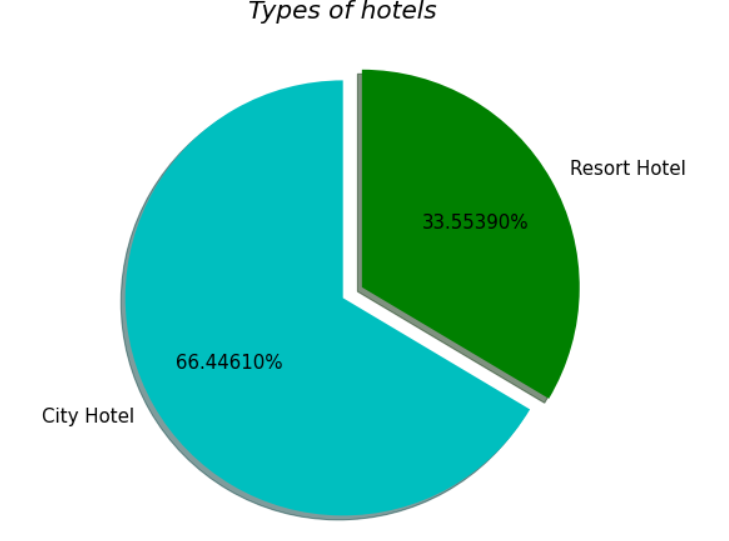 Types of hotels
Resort Hotel
33.55390%
66.44610%
City Hotel